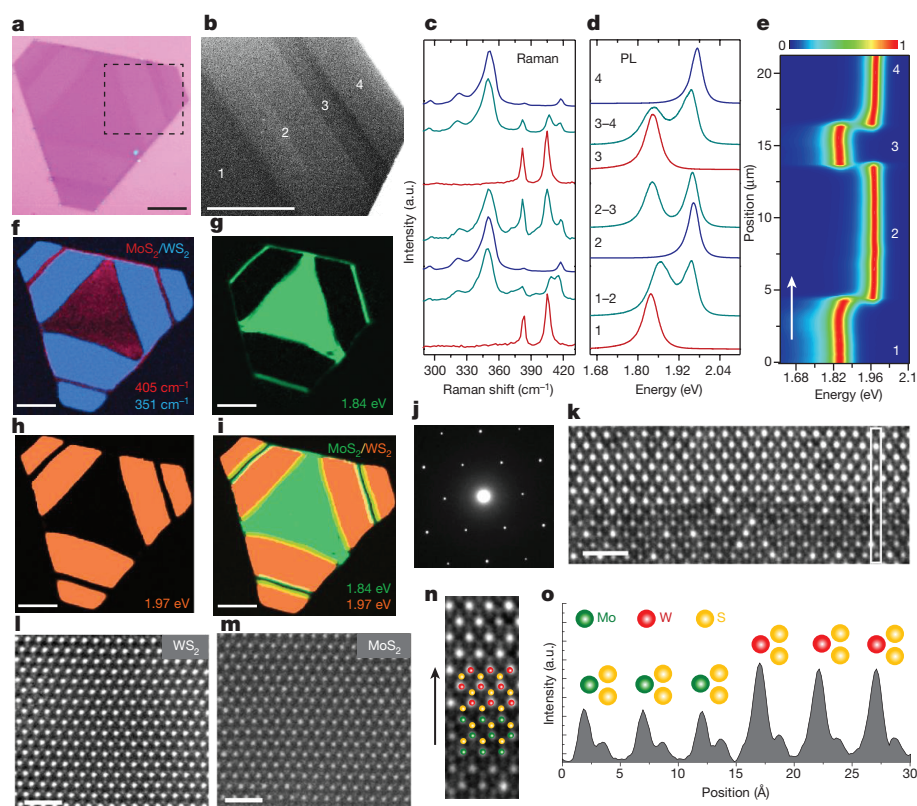 a
b
1
2
3
4
c
Raman
Intensity (a.u.)
300 330 360 390 420
Raman shift (cm⁻¹)
d
PL
4
3–4
3
2–3
2
1–2
1
1.80 1.92 2.04
Energy (eV)
e
0 1
20
15
10
5
0
Position (μm)
4
3
2
1
1.68 1.82 1.96 2.1
Energy (eV)
f
MoS₂/WS₂
405 cm⁻¹
351 cm⁻¹
g
1.84 eV
h
1.97 eV
i
MoS₂/WS₂
1.84 eV
1.97 eV
j
k
l
WS₂
m
MoS₂
n
o
Mo W S
Intensity (a.u.)
0 5 10 15 20 25 30
Position (Å)